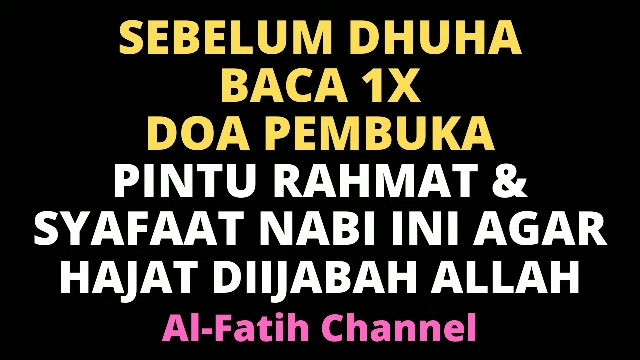 SEBELUM DHUHA
BACA 1X
DOA PEMBUKA
PINTU RAHMAT &
SYAFAAT NABI INI AGAR
HAJAT DIIJABAH ALLAH
Al-Fatih Channel